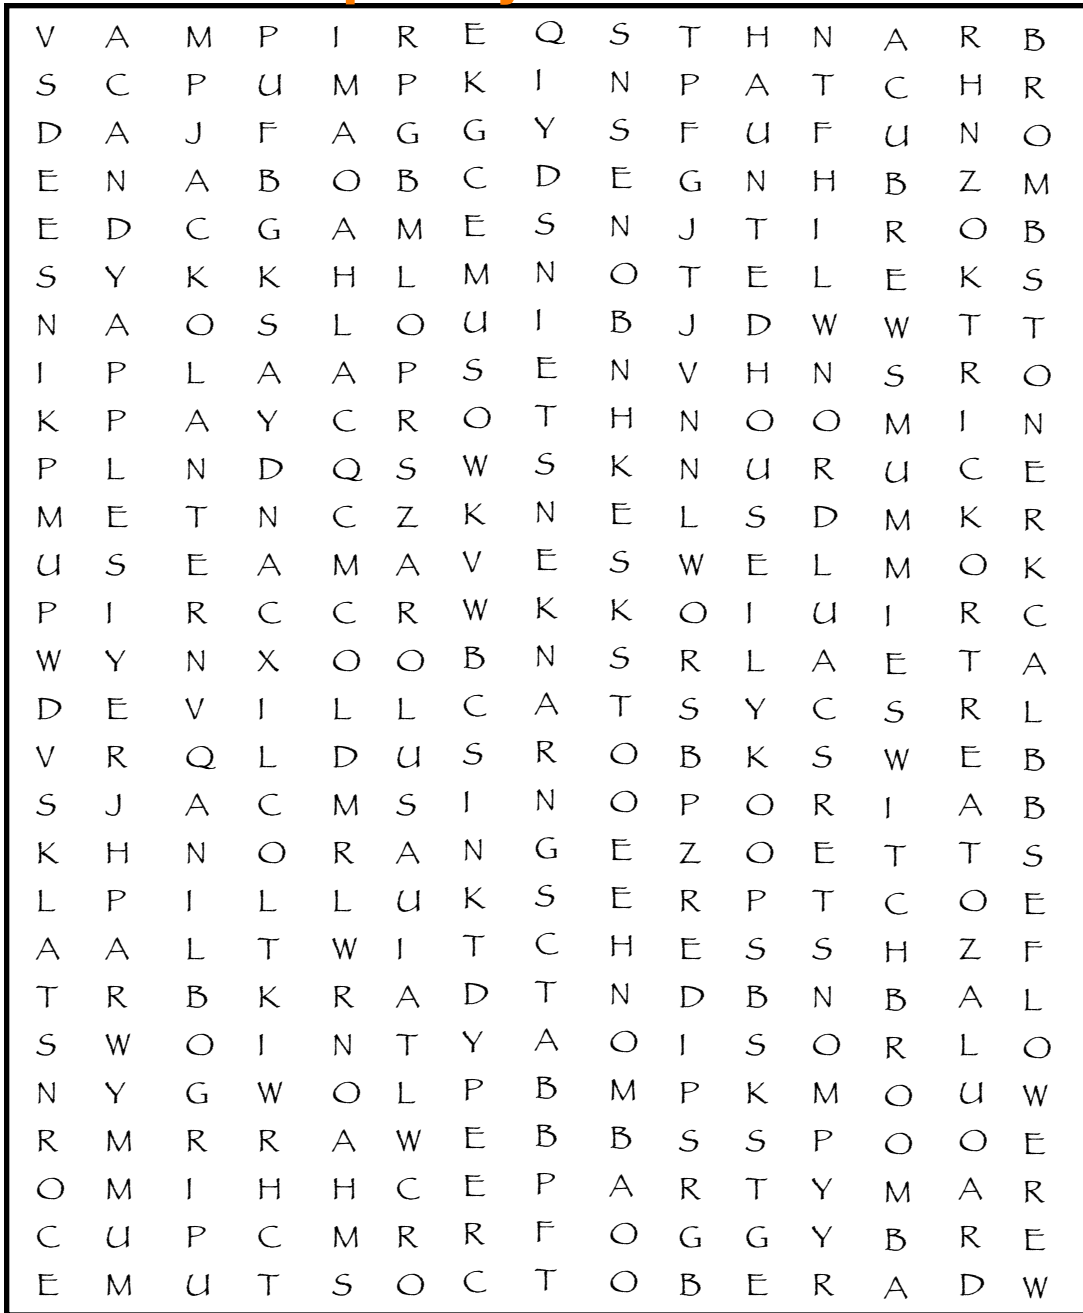 V A M P I R E Q S T H N A R B
S C P U M P K I N P A T C H R
D A J F A G G Y S F U F U N O
E N A B O B C D E G N H B Z M
E D C G A M E S N J T I R O B
S Y K K H L M N O T E L E K S
N A O S L O U I B J D W W T T
I P L A A P S E N V H N S R O
K P A Y C R O T H N O O M I N
P L N D Q S W S K N U R U C E
M E T N C Z K N E L S D M K R
U S E A M A V E S W E L M O K
P I R C C R W K K O I U I R C
W Y N X O O B N S R L A E T A
D E V I L L C A T S Y C S R L
V R Q L D U S R O B K S W E B
S J A C M S I N O P O R I A B
K H N O R A N G E Z O E T T S
L P I L L U K S E R P T C O E
A A L T W I T C H E S S H Z F
T R B K R A D T N D B N B A L
S W O I N T Y A O I S O R L O
N Y G W O L P B M P K M O U W
R M R R A W E B B S S P O O E
O M I H H C E P A R T Y M A R
C U P C M R R F O G G Y B R E
E M U T S O C T O B E R A D W